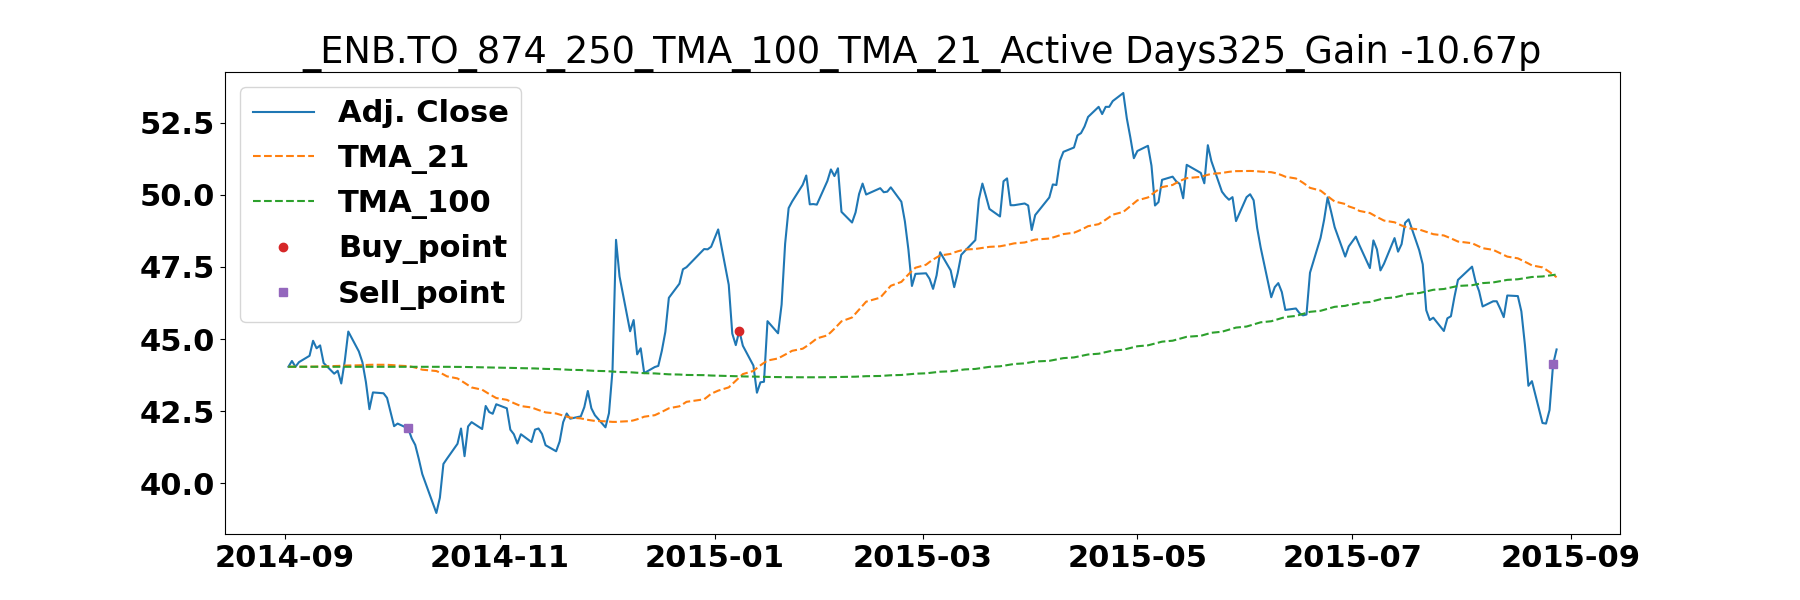 _ENB.TO_874_250_TMA_100_TMA_21_Active Days325_Gain -10.67p
Adj. Close
TMA_21
TMA_100
Buy_point
Sell_point
52.5
50.0
47.5
45.0
42.5
40.0
2014-09 2014-11 2015-01 2015-03 2015-05 2015-07 2015-09